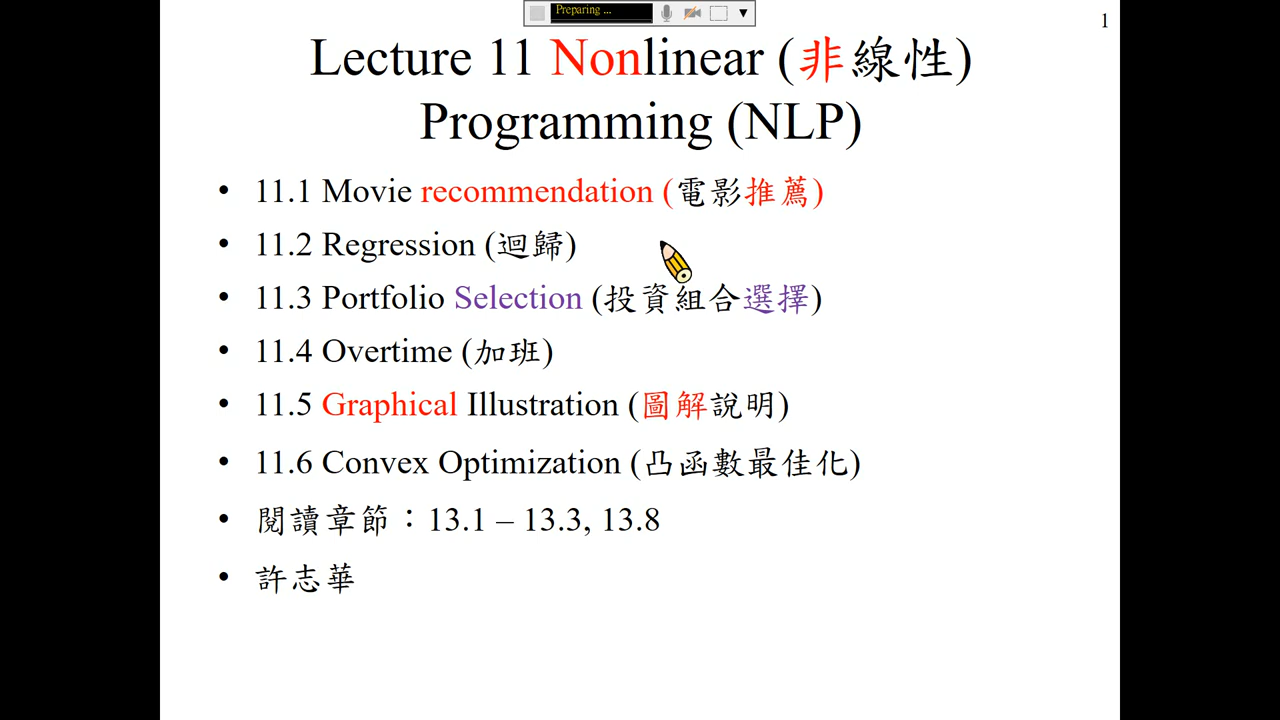 Preparing ...
1
Lecture 11 Nonlinear (非線性)
Programming (NLP)
• 11.1 Movie recommendation (電影推薦)
• 11.2 Regression (迴歸)
• 11.3 Portfolio Selection (投資組合選擇)
• 11.4 Overtime (加班)
• 11.5 Graphical Illustration (圖解說明)
• 11.6 Convex Optimization (凸函數最佳化)
• 閱讀章節：13.1 – 13.3, 13.8
• 許志華